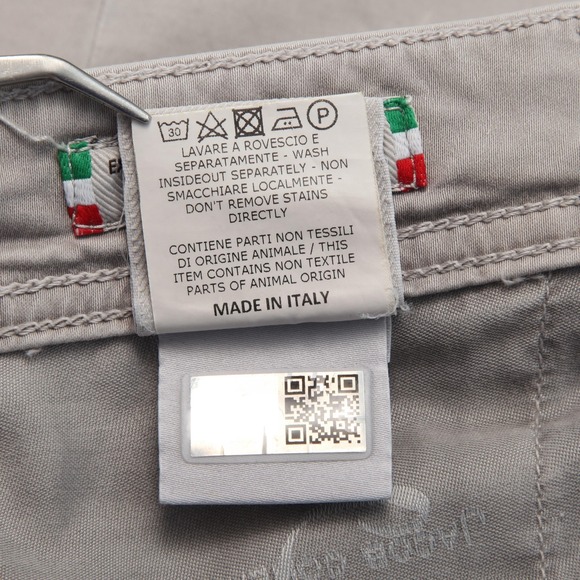 30 P
LAVARE A ROVESCIO E
SEPARATAMENTE - WASH
INSIDEOUT SEPARATELY - NON
SMACCHIARE LOCALMENTE -
DON'T REMOVE STAINS
DIRECTLY
CONTIENE PARTI NON TESSILI
DI ORIGINE ANIMALE / THIS
ITEM CONTAINS NON TEXTILE
PARTS OF ANIMAL ORIGIN
MADE IN ITALY